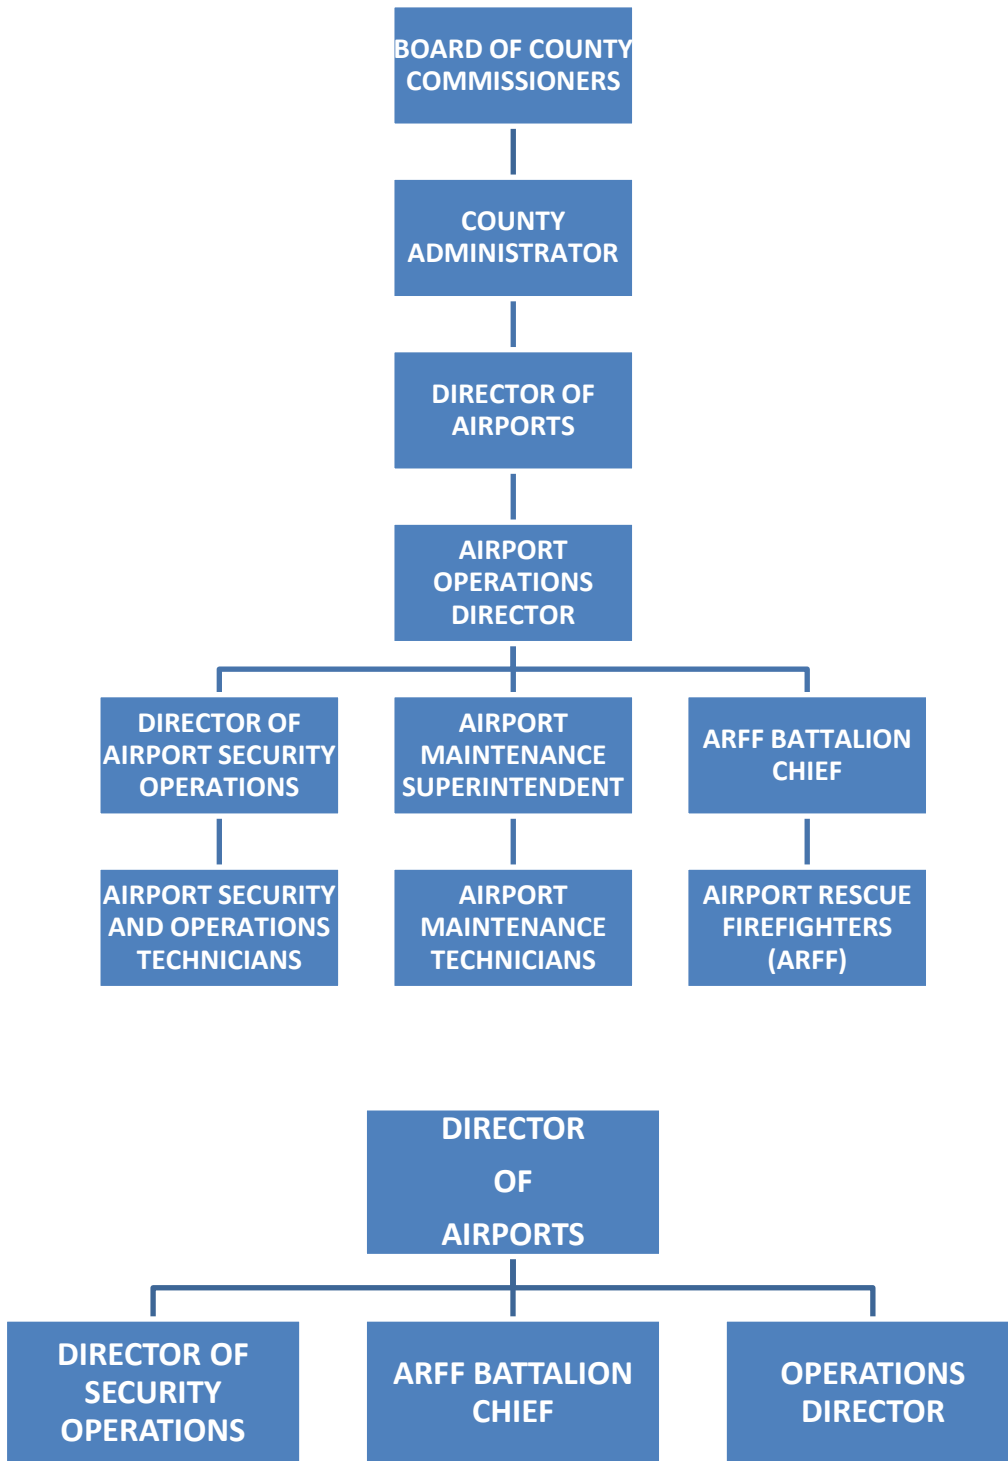 BOARD OF COUNTY
COMMISSIONERS
COUNTY
ADMINISTRATOR
DIRECTOR OF
AIRPORTS
AIRPORT
OPERATIONS
DIRECTOR
DIRECTOR OF
AIRPORT SECURITY
OPERATIONS
AIRPORT
MAINTENANCE
SUPERINTENDENT
ARFF BATTALION
CHIEF
AIRPORT SECURITY
AND OPERATIONS
TECHNICIANS
AIRPORT
MAINTENANCE
TECHNICIANS
AIRPORT RESCUE
FIREFIGHTERS
(ARFF)
DIRECTOR
OF
AIRPORTS
DIRECTOR OF
SECURITY
OPERATIONS
ARFF BATTALION
CHIEF
OPERATIONS
DIRECTOR